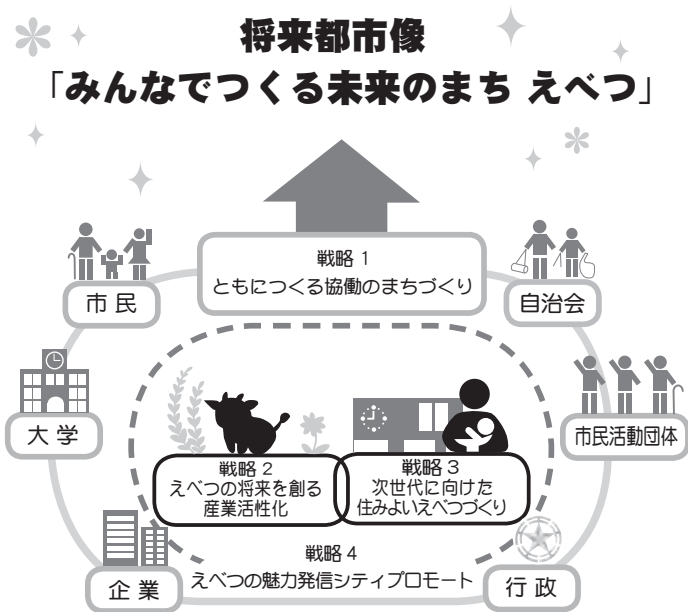 将来都市像
「みんなでつくる未来のまち えべつ」
戦略1
ともにつくる協働のまちづくり
市民
自治会
大学
市民活動団体
戦略2
えべつの将来を創る
産業活性化
戦略3
次世代に向けた
住みよいえべつづくり
戦略4
えべつの魅力発信シティプロモート
企業
行政